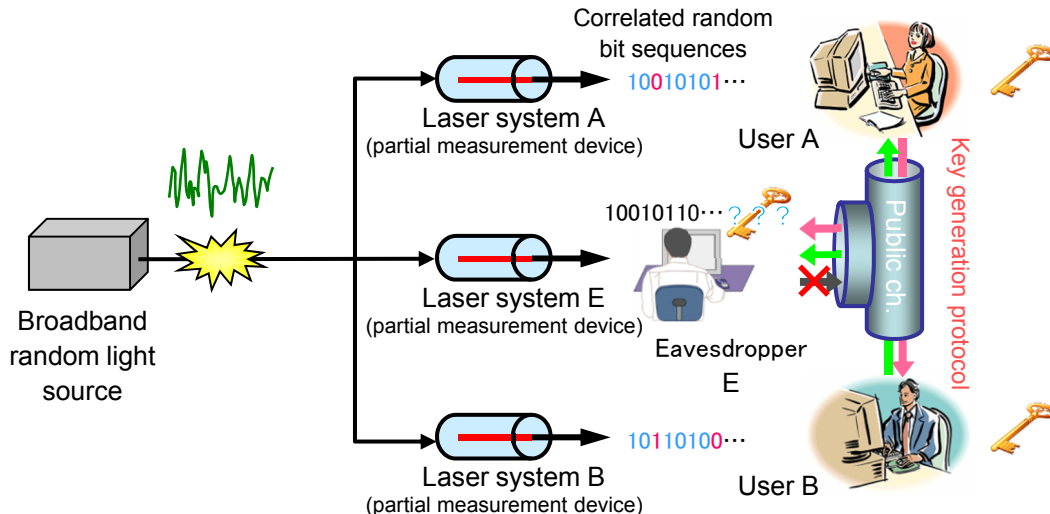 Correlated random
bit sequences
10010101···
Laser system A
(partial measurement device)
User A
Key generation protocol
Public ch.
10010110···? ? ?
Laser system E
(partial measurement device)
Eavesdropper
E
Broadband
random light
source
10110100···
Laser system B
(partial measurement device)
User B